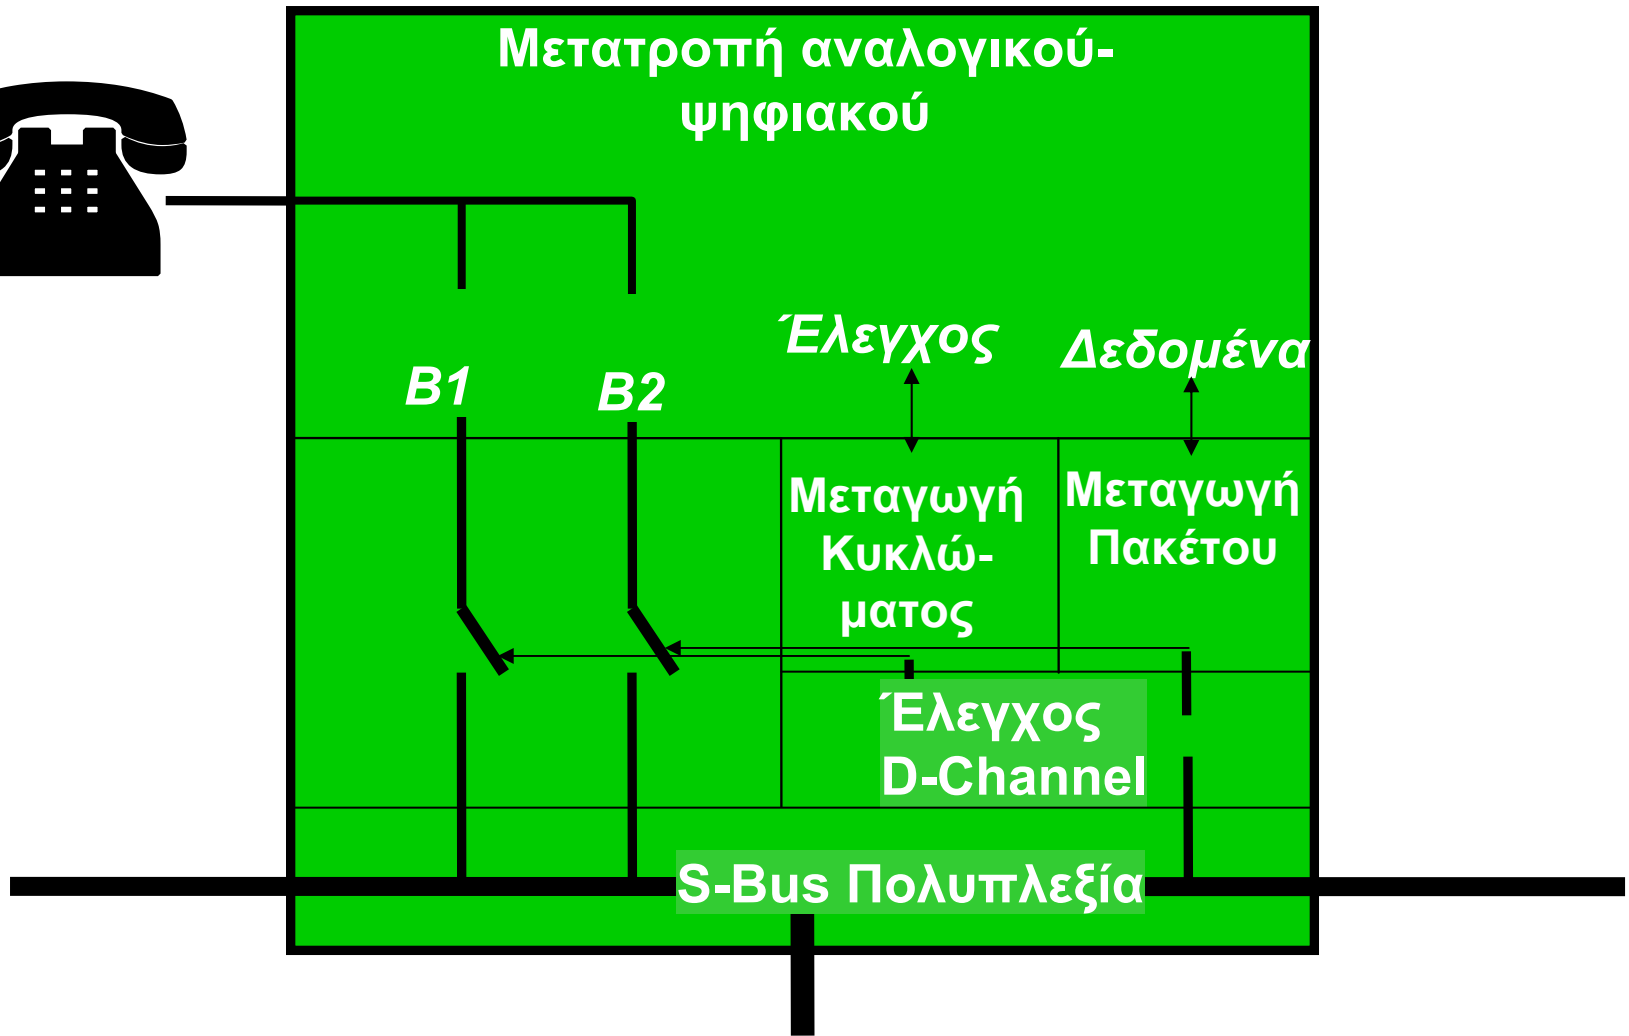 Μετατροπή αναλογικού-
ψηφιακού
Έλεγχος
Δεδομένα
B1
B2
Μεταγωγή
Κυκλώ-
ματος
Μεταγωγή
Πακέτου
Έλεγχος
D-Channel
S-Bus Πολυπλεξία